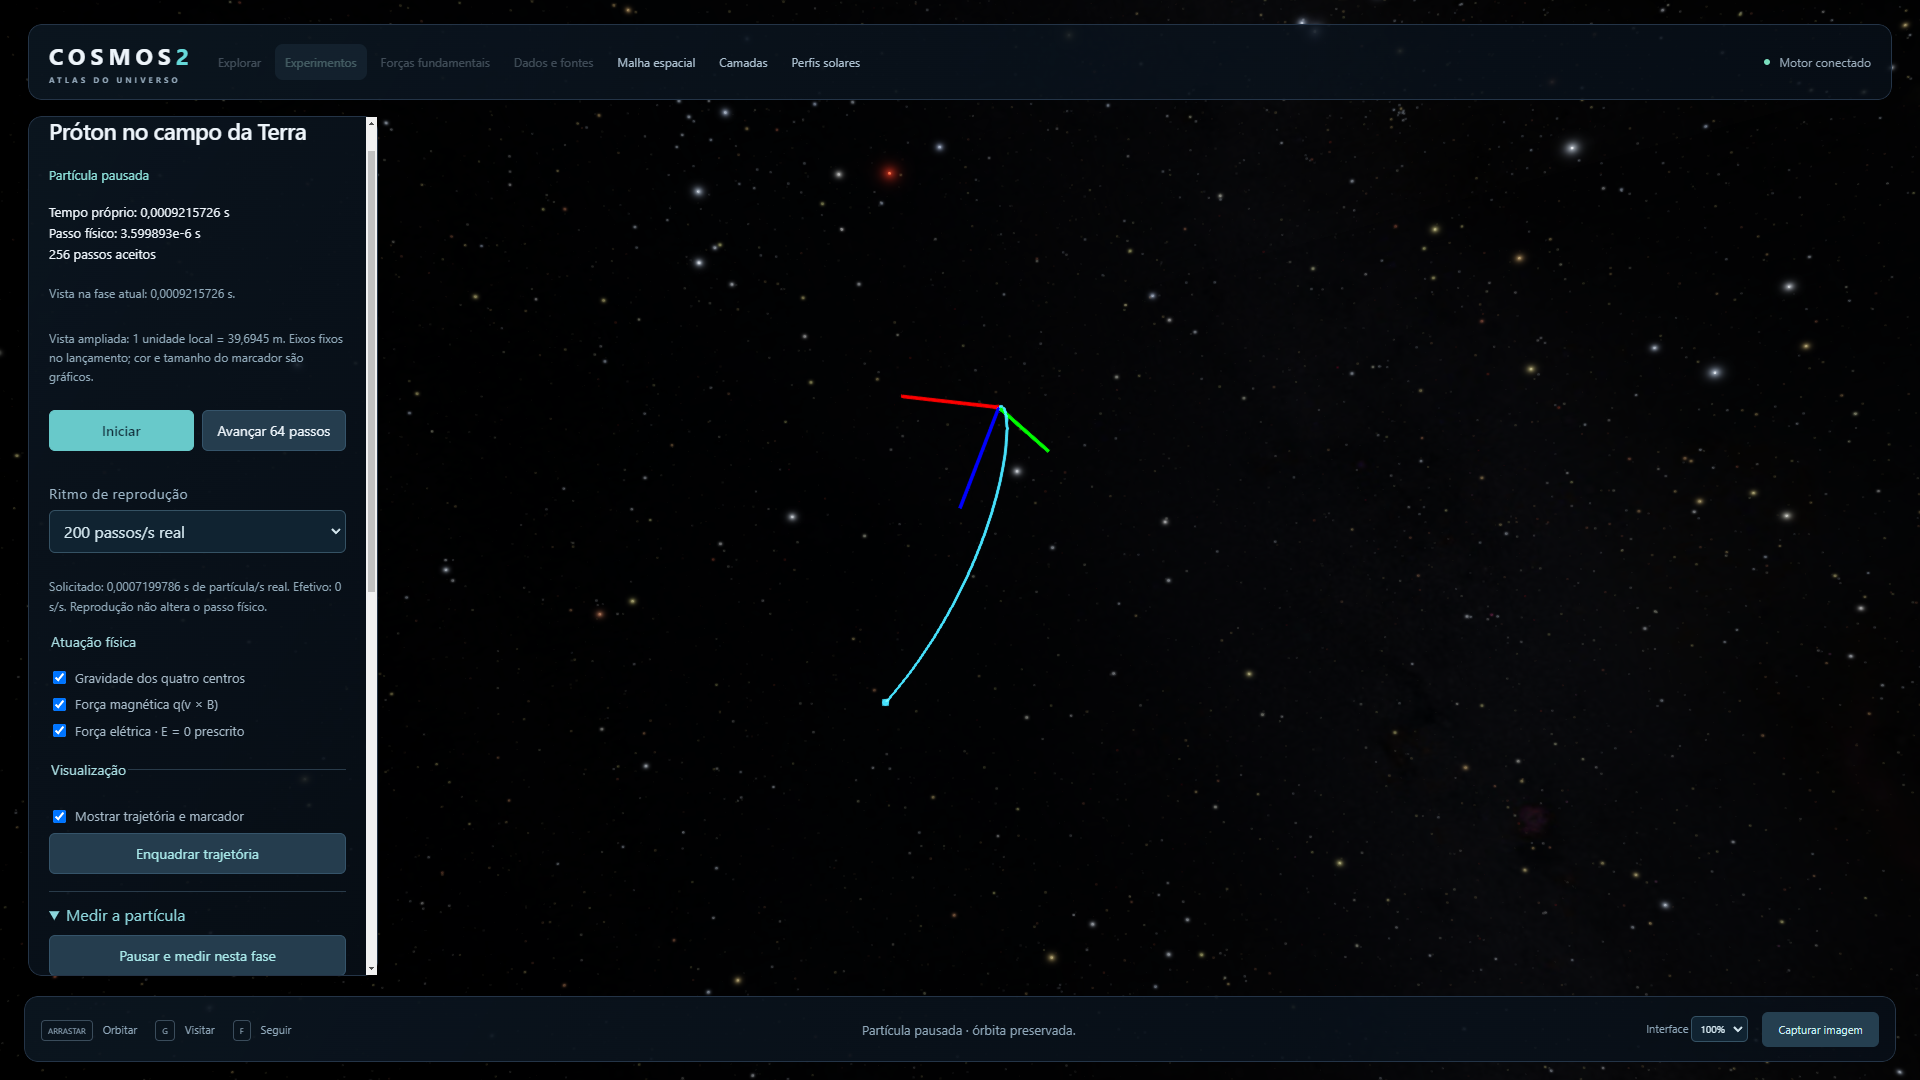 COSMOS2
ATLAS DO UNIVERSO
Explorar
Experimentos
Forças fundamentais
Dados e fontes
Malha espacial
Camadas
Perfis solares
Motor conectado
Próton no campo da Terra
Partícula pausada
Tempo próprio: 0,0009215726 s
Passo físico: 3.599893e-6 s
256 passos aceitos
Vista na fase atual: 0,0009215726 s.
Vista ampliada: 1 unidade local = 39,6945 m. Eixos fixos
no lançamento; cor e tamanho do marcador são
gráficos.
Iniciar
Avançar 64 passos
Ritmo de reprodução
200 passos/s real
Solicitado: 0,0007199786 s de partícula/s real. Efetivo: 0
s/s. Reprodução não altera o passo físico.
Atuação física
Gravidade dos quatro centros
Força magnética q(v × B)
Força elétrica · E = 0 prescrito
Visualização
Mostrar trajetória e marcador
Enquadrar trajetória
▼ Medir a partícula
Pausar e medir nesta fase
ARRASTAR Orbitar
G Visitar
F Seguir
Partícula pausada · órbita preservada.
Interface 100%
Capturar imagem